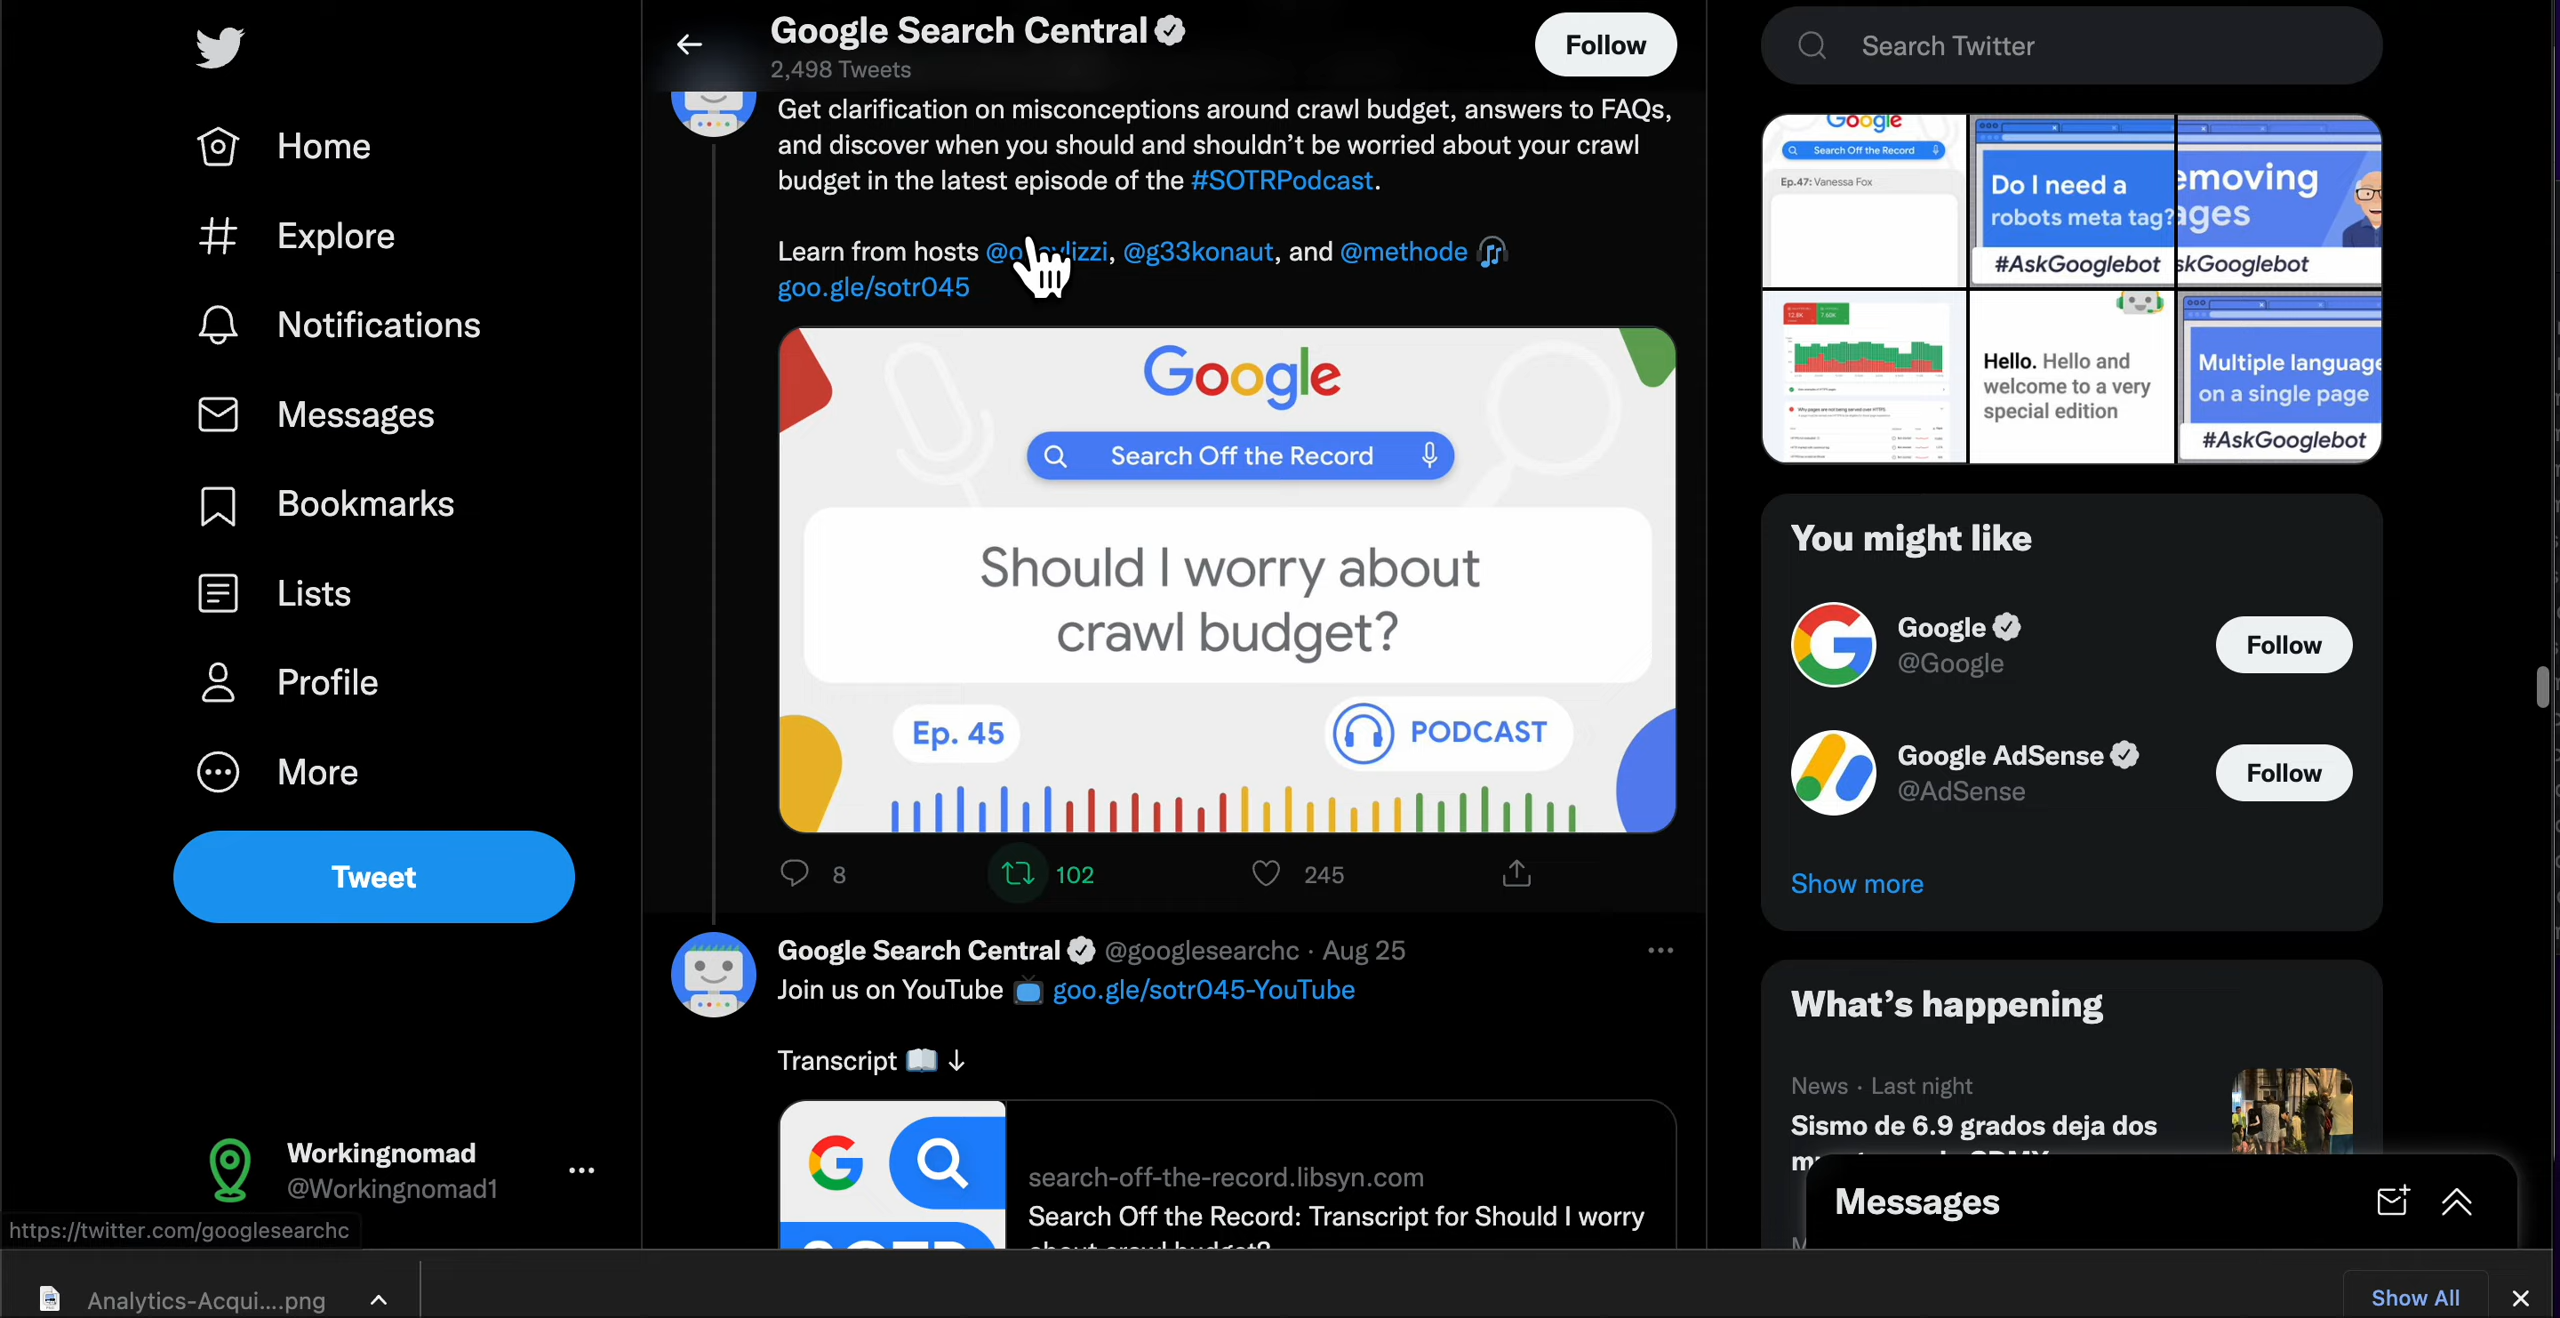 Home
Explore
Notifications
Messages
Bookmarks
Lists
Profile
More
Tweet
Workingnomad
@Workingnomad1
https://twitter.com/googlesearchc
Google Search Central
2,498 Tweets
Follow
Get clarification on misconceptions around crawl budget, answers to FAQs,
and discover when you should and shouldn't be worried about your crawl
budget in the latest episode of the #SOTRPodcast.
Learn from hosts @o lizzi, @g33konaut, and @methode
goo.gle/sotr045
Google
Search Off the Record
Should I worry about
crawl budget?
Ep. 45
PODCAST
8
102
245
Google Search Central @googlesearchc · Aug 25
Join us on YouTube goo.gle/sotr045-YouTube
Transcript
search-off-the-record.libsyn.com
Search Off the Record: Transcript for Should I worry
about crawl budget?
Search Twitter
Google
Search Off the Record
Ep.47: Vanessa Fox
Do I need a
robots meta tag?
#AskGooglebot
emoving
ages
skGooglebot
Hello. Hello and
welcome to a very
special edition
Multiple language
on a single page
#AskGooglebot
You might like
Google
@Google
Follow
Google AdSense
@AdSense
Follow
Show more
What's happening
News · Last night
Sismo de 6.9 grados deja dos
Messages
Analytics-Acqui....png
Show All